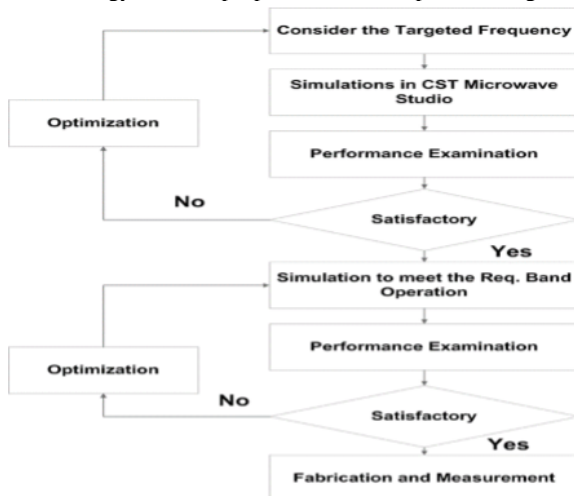 Consider the Targeted Frequency
Simulations in CST Microwave
Studio
Optimization
Performance Examination
No
Satisfactory
Yes
Simulation to meet the Req. Band
Operation
Performance Examination
Optimization
No
Satisfactory
Yes
Fabrication and Measurement